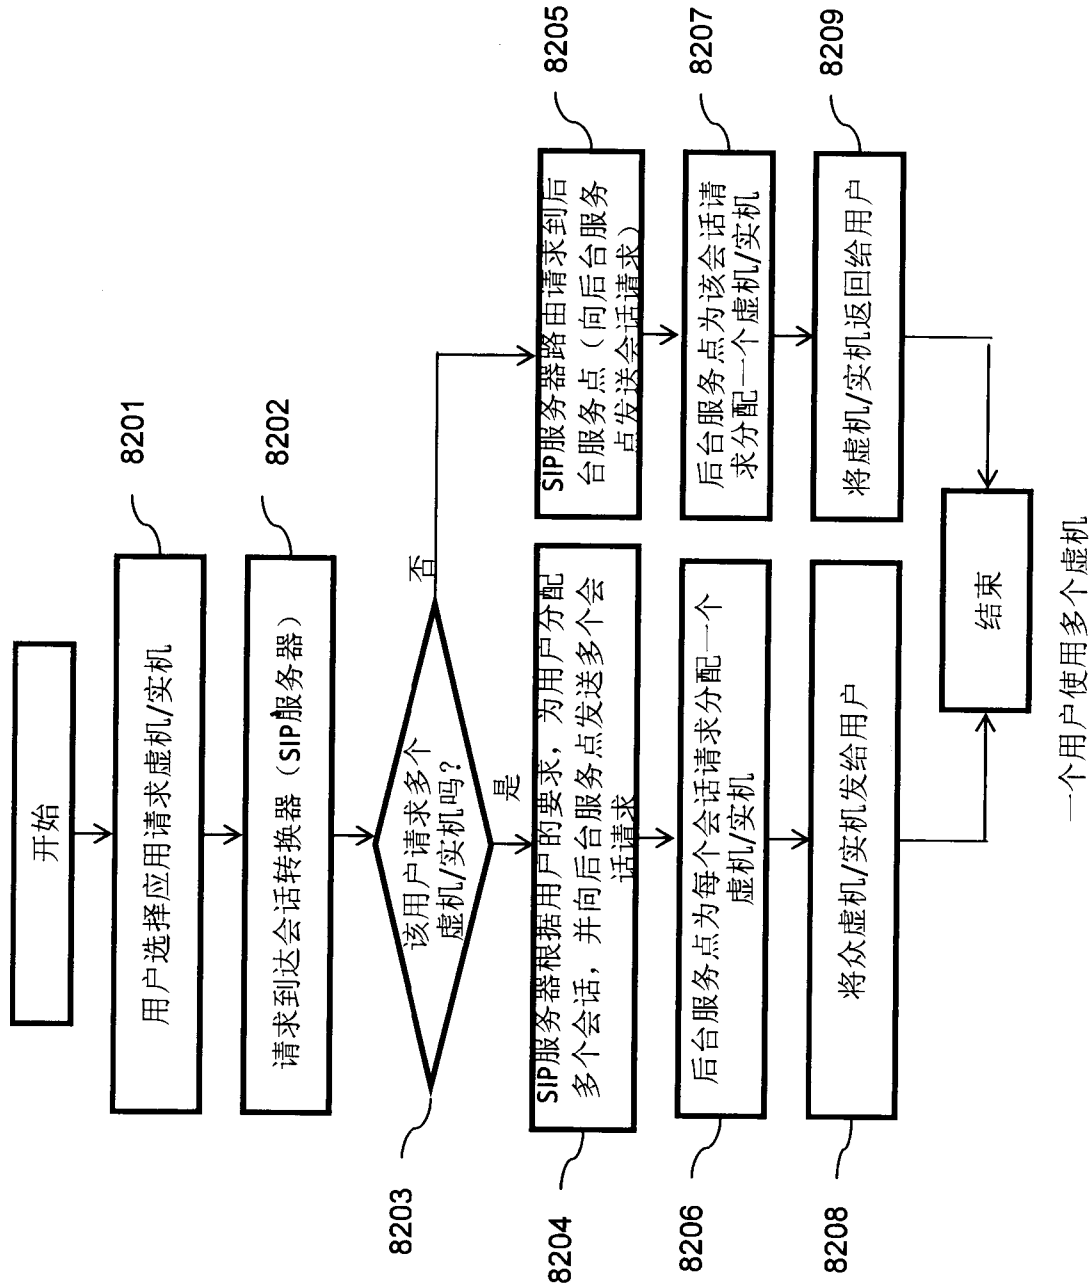 开始
用户选择应用请求虚机/实机
8201
请求到达会话转换器（SIP服务器）
8202
该用户请求多个
虚机/实机吗？
8203
是
否
SIP服务器根据用户的要求，为用户分配
多个会话，并向后台服务点发送多个会
话请求
8204
SIP服务器路由请求到后
台服务点（向后台服务
点发送会话请求）
8205
后台服务点为每个会话请求分配一个
虚机/实机
8206
后台服务点为该会话请
求分配一个虚机/实机
8207
将众虚机/实机发给用户
8208
将虚机/实机返回给用户
8209
结束
一个用户使用多个虚机